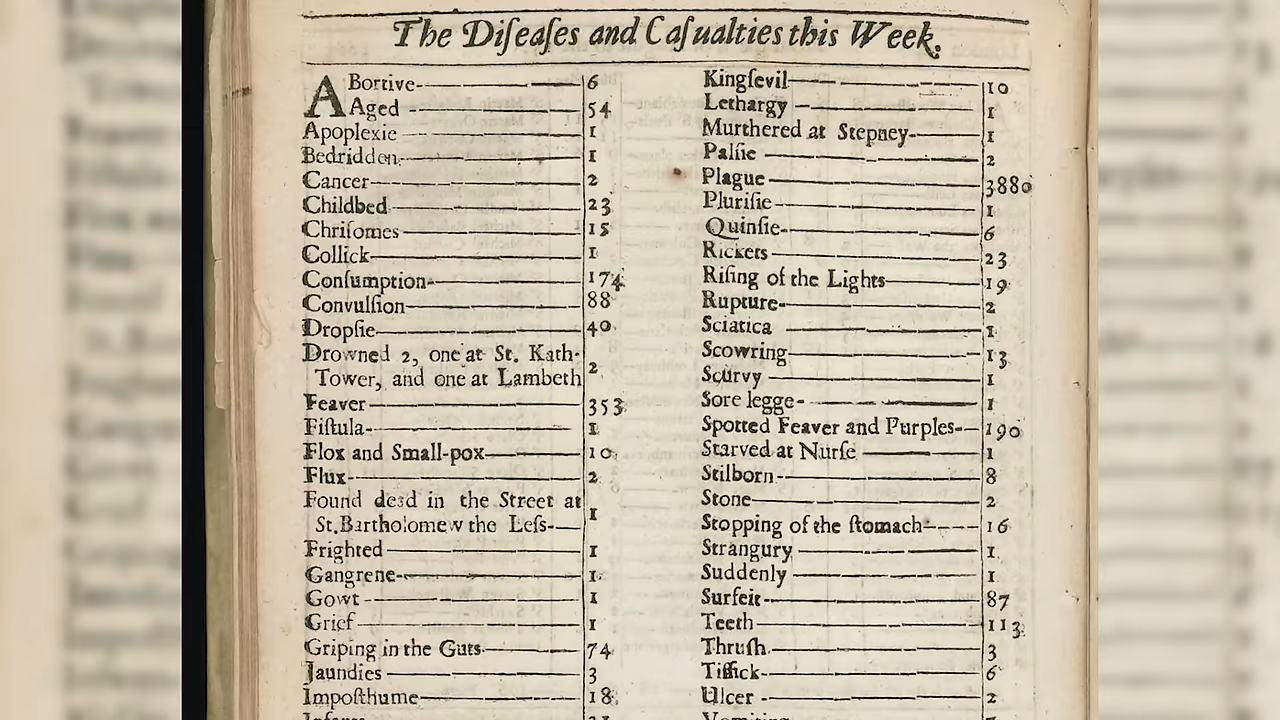 The Diſeaſes and Caſualties this Week.
ABortive 6
Aged 54
Apoplexie 1
Bedridden 1
Cancer 2
Childbed 23
Chriſomes 15
Collick 1
Conſumption 174
Convulſion 88
Dropſie 40
Drowned 2, one at St. Kath-
Tower, and one at Lambeth 2
Feaver 353
Fiſtula 1
Flox and Small-pox 10
Flux 2
Found dead in the Street at
St. Bartholomew the Leſs 1
Frighted 1
Gangrene 1
Gowt 1
Grief 1
Griping in the Guts 74
Jaundies 3
Impoſthume 18
Kingſevil 10
Lethargy 1
Murthered at Stepney 1
Palſie 2
Plague 3880
Pluriſie 1
Quinſie 6
Rickets 23
Riſing of the Lights 19
Rupture 2
Sciatica 1
Scowring 13
Scurvy 1
Sore legge 1
Spotted Feaver and Purples 190
Starved at Nurſe 1
Stilborn 8
Stone 2
Stopping of the ſtomach 16
Strangury 1
Suddenly 1
Surfeit 87
Teeth 113
Thruſh 3
Tiſſick 6
Ulcer 2